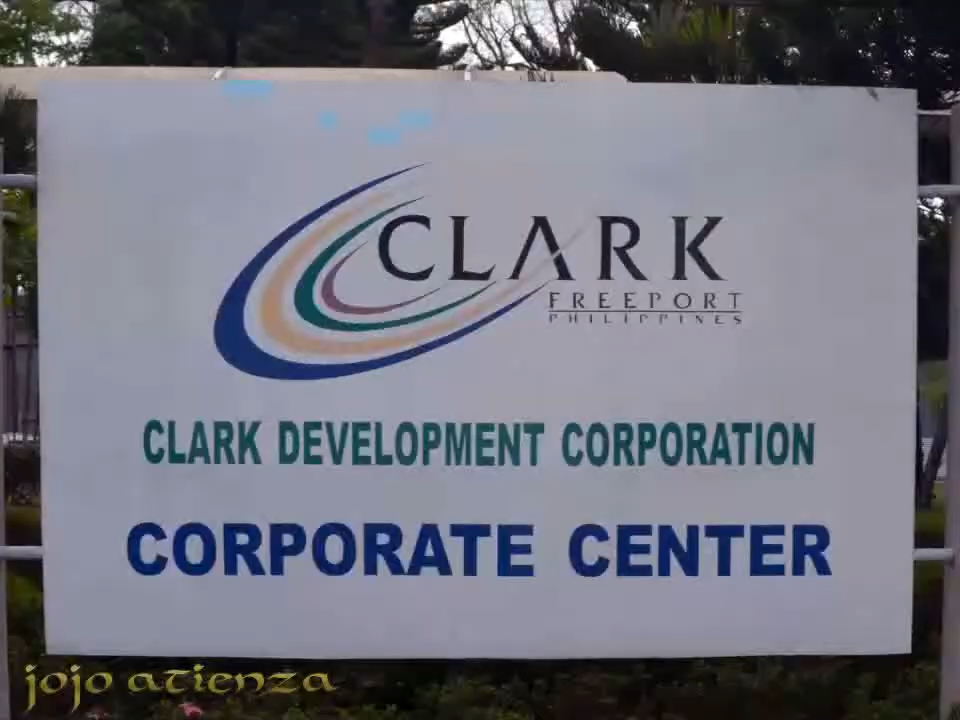 CLARK
FREEPORT
PHILIPPINES
CLARK DEVELOPMENT CORPORATION
CORPORATE CENTER
jojo atienza